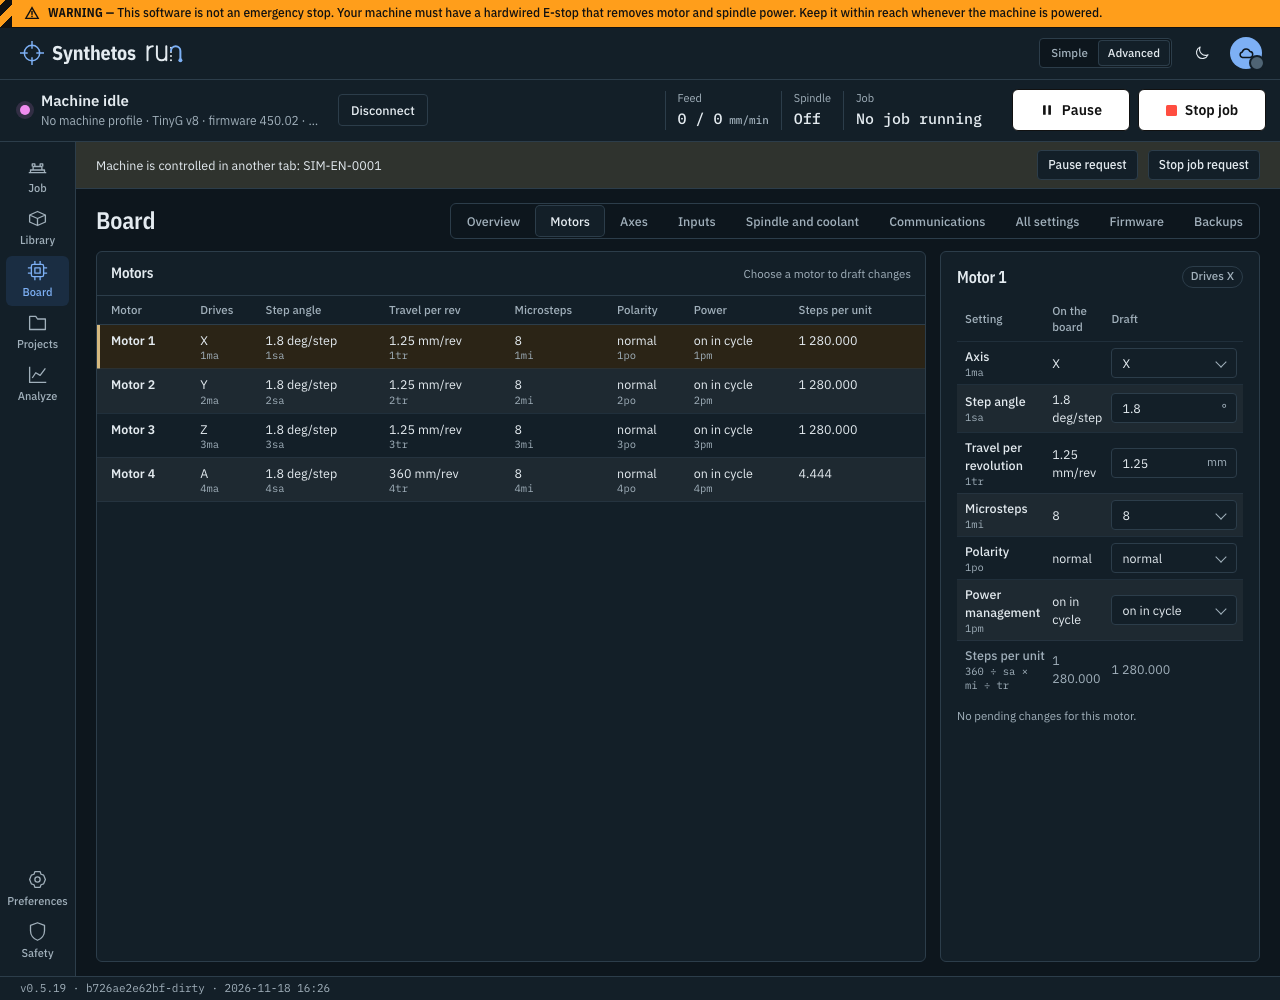 WARNING — This software is not an emergency stop. Your machine must have a hardwired E-stop that removes motor and spindle power. Keep it within reach whenever the machine is powered.
Synthetos run
Simple Advanced
Machine idle
No machine profile · TinyG v8 · firmware 450.02 · ...
Disconnect
Feed
0 / 0 mm/min
Spindle
Off
Job
No job running
Pause
Stop job
Job
Library
Board
Projects
Analyze
Preferences
Safety
Machine is controlled in another tab: SIM-EN-0001
Pause request
Stop job request
Board
Overview Motors Axes Inputs Spindle and coolant Communications All settings Firmware Backups
Motors
Choose a motor to draft changes
Motor Drives Step angle Travel per rev Microsteps Polarity Power Steps per unit
Motor 1 X 1.8 deg/step 1.25 mm/rev 8 normal on in cycle 1 280.000
1ma 1sa 1tr 1mi 1po 1pm
Motor 2 Y 1.8 deg/step 1.25 mm/rev 8 normal on in cycle 1 280.000
2ma 2sa 2tr 2mi 2po 2pm
Motor 3 Z 1.8 deg/step 1.25 mm/rev 8 normal on in cycle 1 280.000
3ma 3sa 3tr 3mi 3po 3pm
Motor 4 A 1.8 deg/step 360 mm/rev 8 normal on in cycle 4.444
4ma 4sa 4tr 4mi 4po 4pm
Motor 1
Drives X
Setting
On the
board
Draft
Axis
1ma
X
X
Step angle
1sa
1.8
deg/step
1.8 °
Travel per
revolution
1tr
1.25
mm/rev
1.25 mm
Microsteps
1mi
8
8
Polarity
1po
normal
normal
Power
management
1pm
on in
cycle
on in cycle
Steps per unit
360 ÷ sa ×
mi ÷ tr
1
280.000
1 280.000
No pending changes for this motor.
v0.5.19 · b726ae2e62bf-dirty · 2026-11-18 16:26